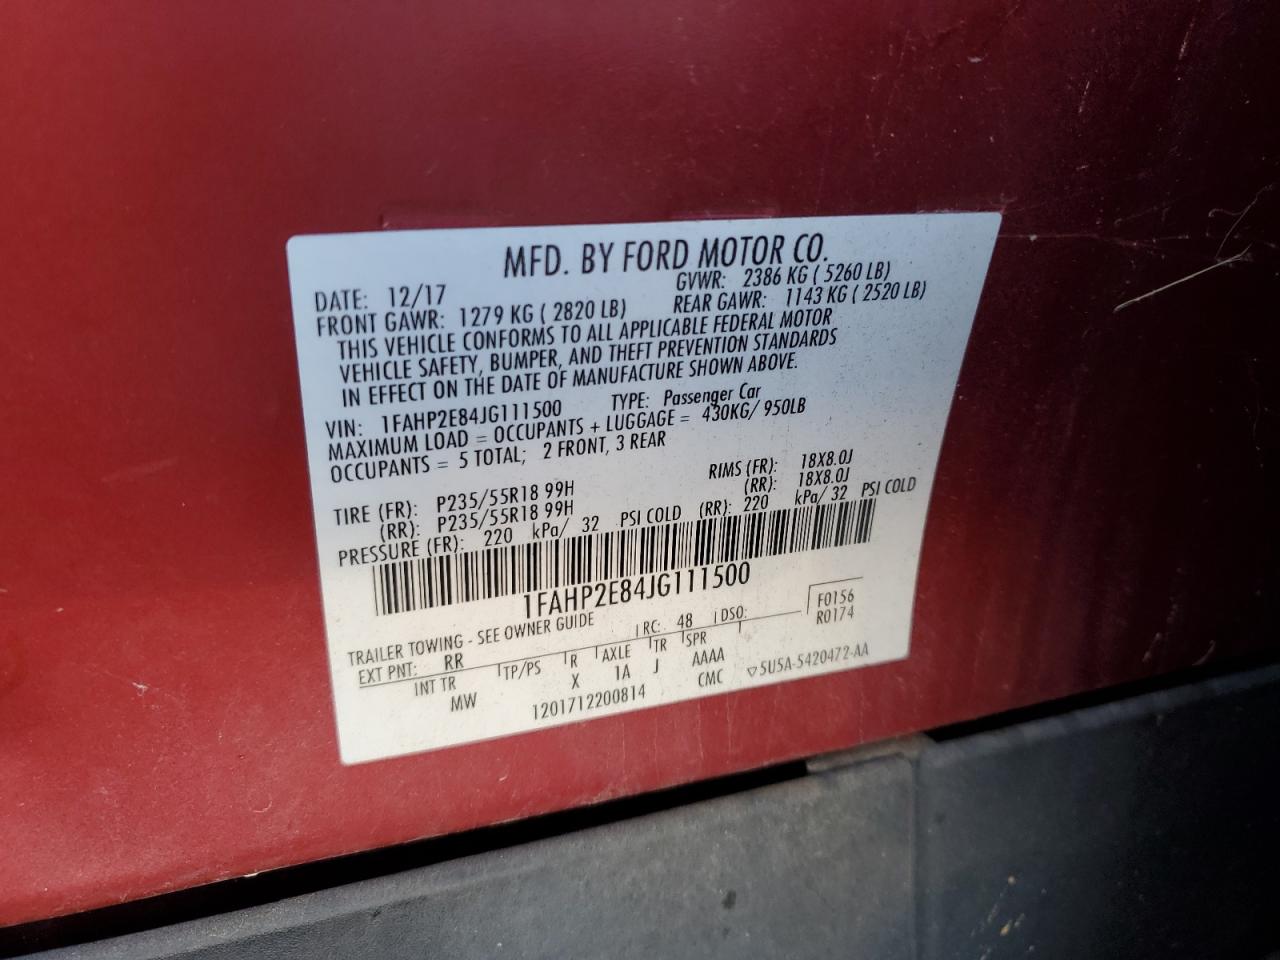 MFD. BY FORD MOTOR CO.
DATE: 12/17 GVWR: 2386 KG ( 5260 LB)
FRONT GAWR: 1279 KG ( 2820 LB) REAR GAWR: 1143 KG ( 2520 LB)
THIS VEHICLE CONFORMS TO ALL APPLICABLE FEDERAL MOTOR
VEHICLE SAFETY, BUMPER, AND THEFT PREVENTION STANDARDS
IN EFFECT ON THE DATE OF MANUFACTURE SHOWN ABOVE.
VIN: 1FAHP2E84JG111500 TYPE: Passenger Car
MAXIMUM LOAD = OCCUPANTS + LUGGAGE = 430KG/ 950LB
OCCUPANTS = 5 TOTAL; 2 FRONT, 3 REAR
TIRE (FR): P235/55R18 99H RIMS (FR): 18X8.0J
(RR): P235/55R18 99H (RR): 18X8.0J
PRESSURE (FR): 220 kPa/ 32 PSI COLD (RR): 220 kPa/ 32 PSI COLD
1FAHP2E84JG111500
TRAILER TOWING - SEE OWNER GUIDE
F0156
EXT PNT: RR RC: 48 DSO: R0174
INT TR TP/PS R AXLE TR SPR
MW X 1A J AAAA
1201712200814 CMC ▽5U5A-5420472-AA